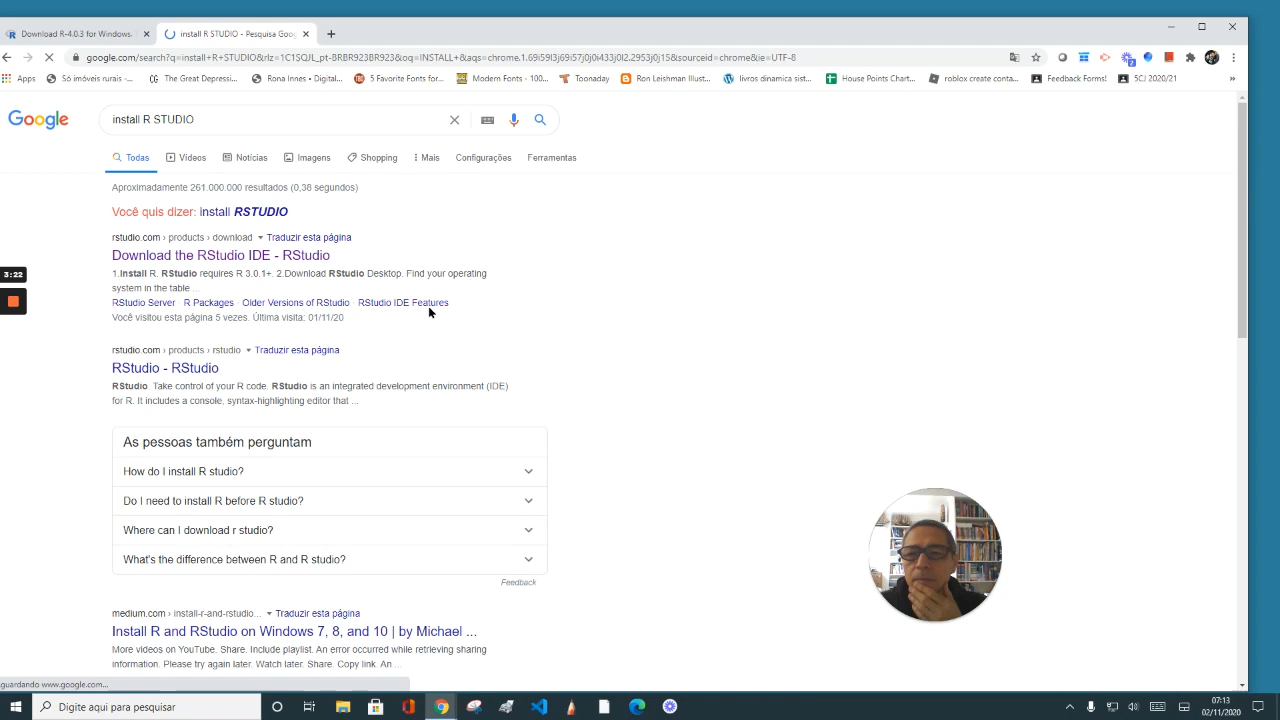 Download R-4.0.3 for Windows.
install R STUDIO - Pesquisa Goo
google.com/search?q=install+R+STUDIO&rlz=1C1SQJL_pt-BRBR923BR923&oq=INSTALL+&aqs=chrome.1.69i59l3j69i57j0j0i433j0l2.2953j0j15&sourceid=chrome&ie=UTF-8
Apps
Só imóveis rurais -...
The Great Depressi...
Rona Innes • Digital...
5 Favorite Fonts for...
Modern Fonts - 100...
Toonaday
Ron Leishman Illust...
livros dinamica sist...
House Points Chart...
roblox create conta...
Feedback Forms!
5CJ 2020/21
»
Google
install R STUDIO
Todas
Vídeos
Notícias
Imagens
Shopping
Mais
Configurações
Ferramentas
Aproximadamente 261.000.000 resultados (0,38 segundos)
Você quis dizer: install RSTUDIO
rstudio.com › products › download
Traduzir esta página
Download the RStudio IDE - RStudio
1.Install R. RStudio requires R 3.0.1+. 2.Download RStudio Desktop. Find your operating
system in the table ...
RStudio Server · R Packages · Older Versions of RStudio · RStudio IDE Features
Você visitou esta página 5 vezes. Última visita: 01/11/20
3:22
rstudio.com › products › rstudio
Traduzir esta página
RStudio - RStudio
RStudio. Take control of your R code. RStudio is an integrated development environment (IDE)
for R. It includes a console, syntax-highlighting editor that ...
As pessoas também perguntam
How do I install R studio?
Do I need to install R before R studio?
Where can I download r studio?
What's the difference between R and R studio?
Feedback
medium.com › install-r-and-rstudio...
Traduzir esta página
Install R and RStudio on Windows 7, 8, and 10 | by Michael ...
More videos on YouTube. Share. Include playlist. An error occurred while retrieving sharing
information. Please try again later. Watch later. Share. Copy link. An ...
guardando www.google.com...
Digite aqui para pesquisar
07:13
02/11/2020